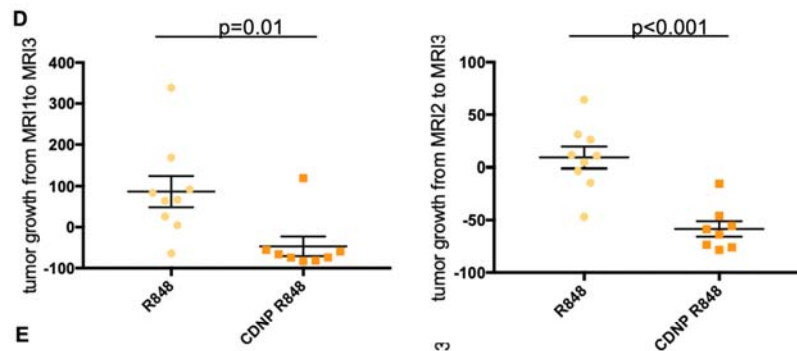 D
p=0.01
tumor growth from MRI1to MRI3
400
300
200
100
0
-100
R848
CDNP R848
p<0.001
tumor growth from MRI2 to MRI3
100
50
0
-50
-100
R848
CDNP R848
E
3